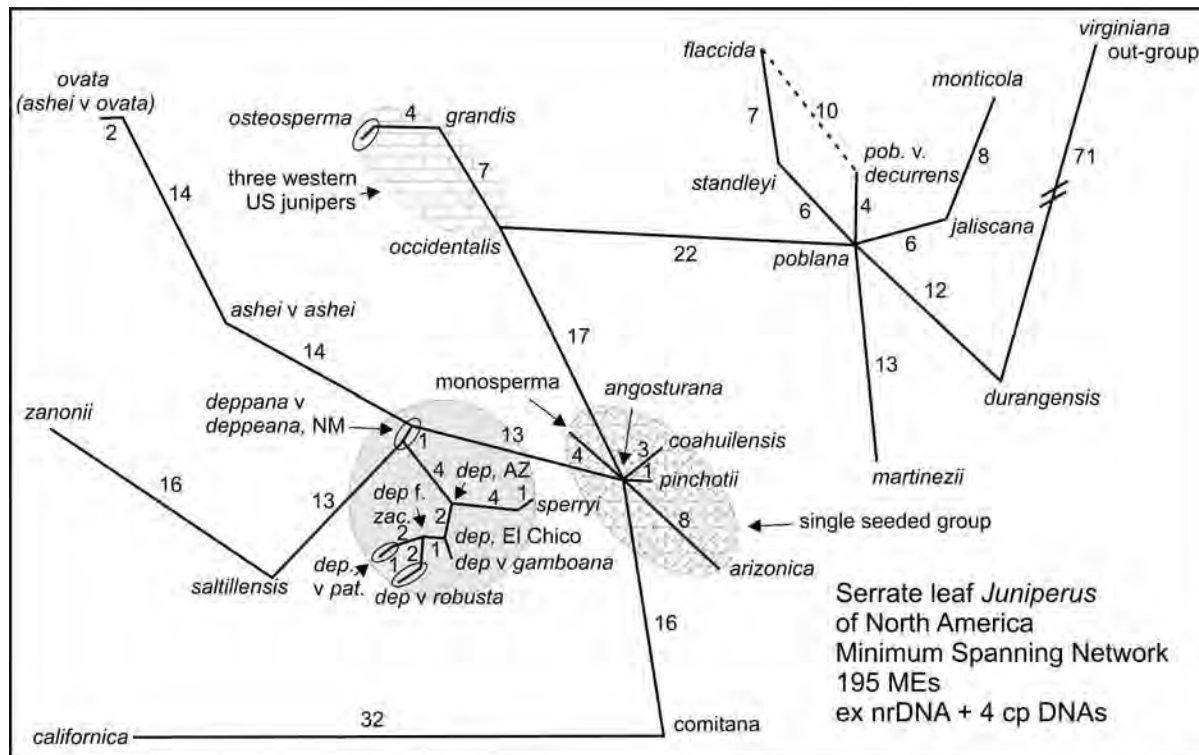 virginiana
out-group
flaccida
monticola
ovata
(ashei v ovata)
2
osteosperma
4
grandis
10
7
71
pob. v.
decurrens
8
three western
US junipers
7
14
standleyi
6
4
jaliscana
6
occidentalis
22
poblana
12
ashei v ashei
17
13
14
monosperma
angosturana
durangensis
zanonii
deppana v
deppeana, NM
1
13
4
3
coahuilensis
1
pinchotii
martinezii
16
13
4
dep, AZ
dep f.
zac.
4
1
sperryi
8
single seeded group
2
2
1
2
1
dep, El Chico
dep v gamboana
dep.
v pat.
dep v robusta
saltillensis
arizonica
16
Serrate leaf Juniperus
of North America
Minimum Spanning Network
195 MEs
ex nrDNA + 4 cp DNAs
32
californica
comitana